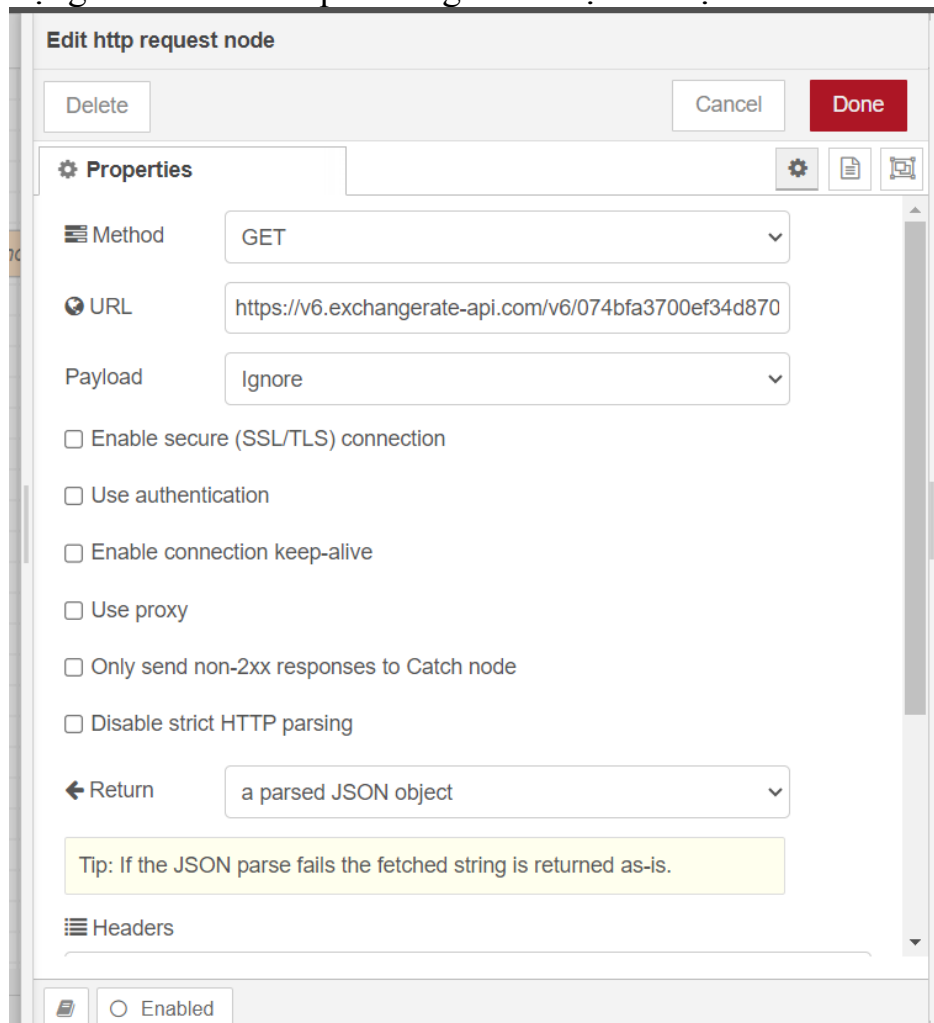 Edit http request node
Delete
Cancel
Done
Properties
Method
GET
URL
https://v6.exchangerate-api.com/v6/074bfa3700ef34d870
Payload
Ignore
Enable secure (SSL/TLS) connection
Use authentication
Enable connection keep-alive
Use proxy
Only send non-2xx responses to Catch node
Disable strict HTTP parsing
Return
a parsed JSON object
Tip: If the JSON parse fails the fetched string is returned as-is.
Headers
Enabled